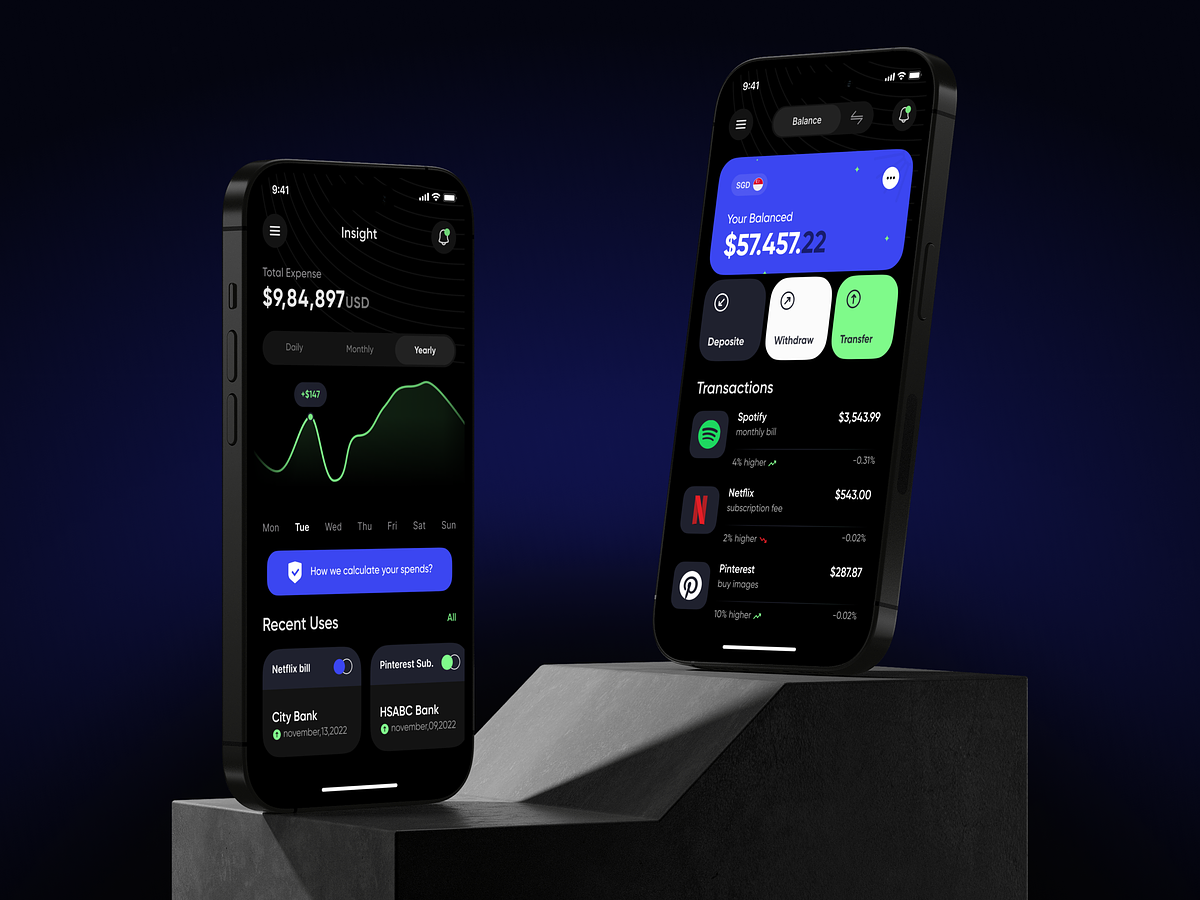 9:41
Insight
Total Expense
$9,84,897USD
Daily Monthly Yearly
+$147
Mon Tue Wed Thu Fri Sat Sun
How we calculate your spends?
Recent Uses All
Netflix bill
City Bank
november,13,2022
Pinterest Sub.
HSABC Bank
november,09,2022
9:41
Balance
SGD
Your Balanced
$57.457.22
Deposite
Withdraw
Transfer
Transactions
Spotify $3,543.99
monthly bill
4% higher -0.31%
Netflix $543.00
subscription fee
2% higher -0.02%
Pinterest $287.87
buy images
10% higher -0.02%